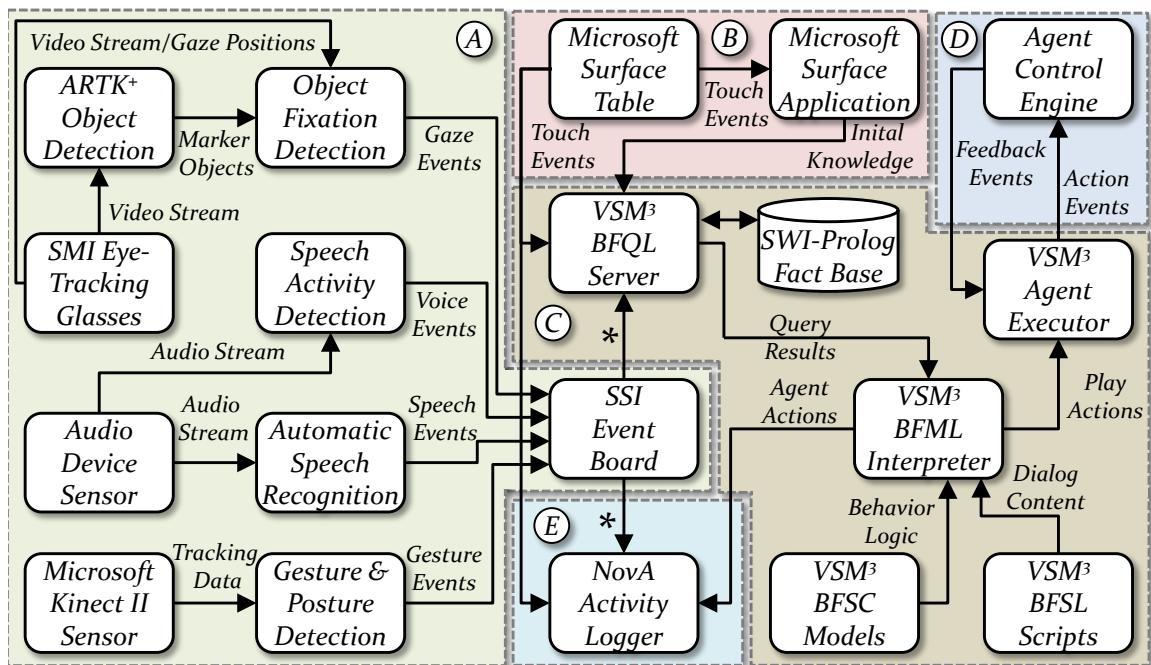 Video Stream/Gaze Positions
A
ARTK+
Object
Detection
Marker
Objects
Object
Fixation
Detection
Gaze
Events
Video Stream
SMI Eye-
Tracking
Glasses
Speech
Activity
Detection
Voice
Events
Audio Stream
Audio
Device
Sensor
Audio
Stream
Automatic
Speech
Recognition
Speech
Events
Microsoft
Kinect II
Sensor
Tracking
Data
Gesture &
Posture
Detection
Gesture
Events
SSI
Event
Board
*
*
B
Microsoft
Surface
Table
Touch
Events
Microsoft
Surface
Application
Touch
Events
Inital
Knowledge
C
VSM³
BFQL
Server
SWI-Prolog
Fact Base
Query
Results
Agent
Actions
VSM³
BFML
Interpreter
Play
Actions
Behavior
Logic
Dialog
Content
VSM³
BFSC
Models
VSM³
BFSL
Scripts
VSM³
Agent
Executor
D
Agent
Control
Engine
Feedback
Events
Action
Events
E
NovA
Activity
Logger